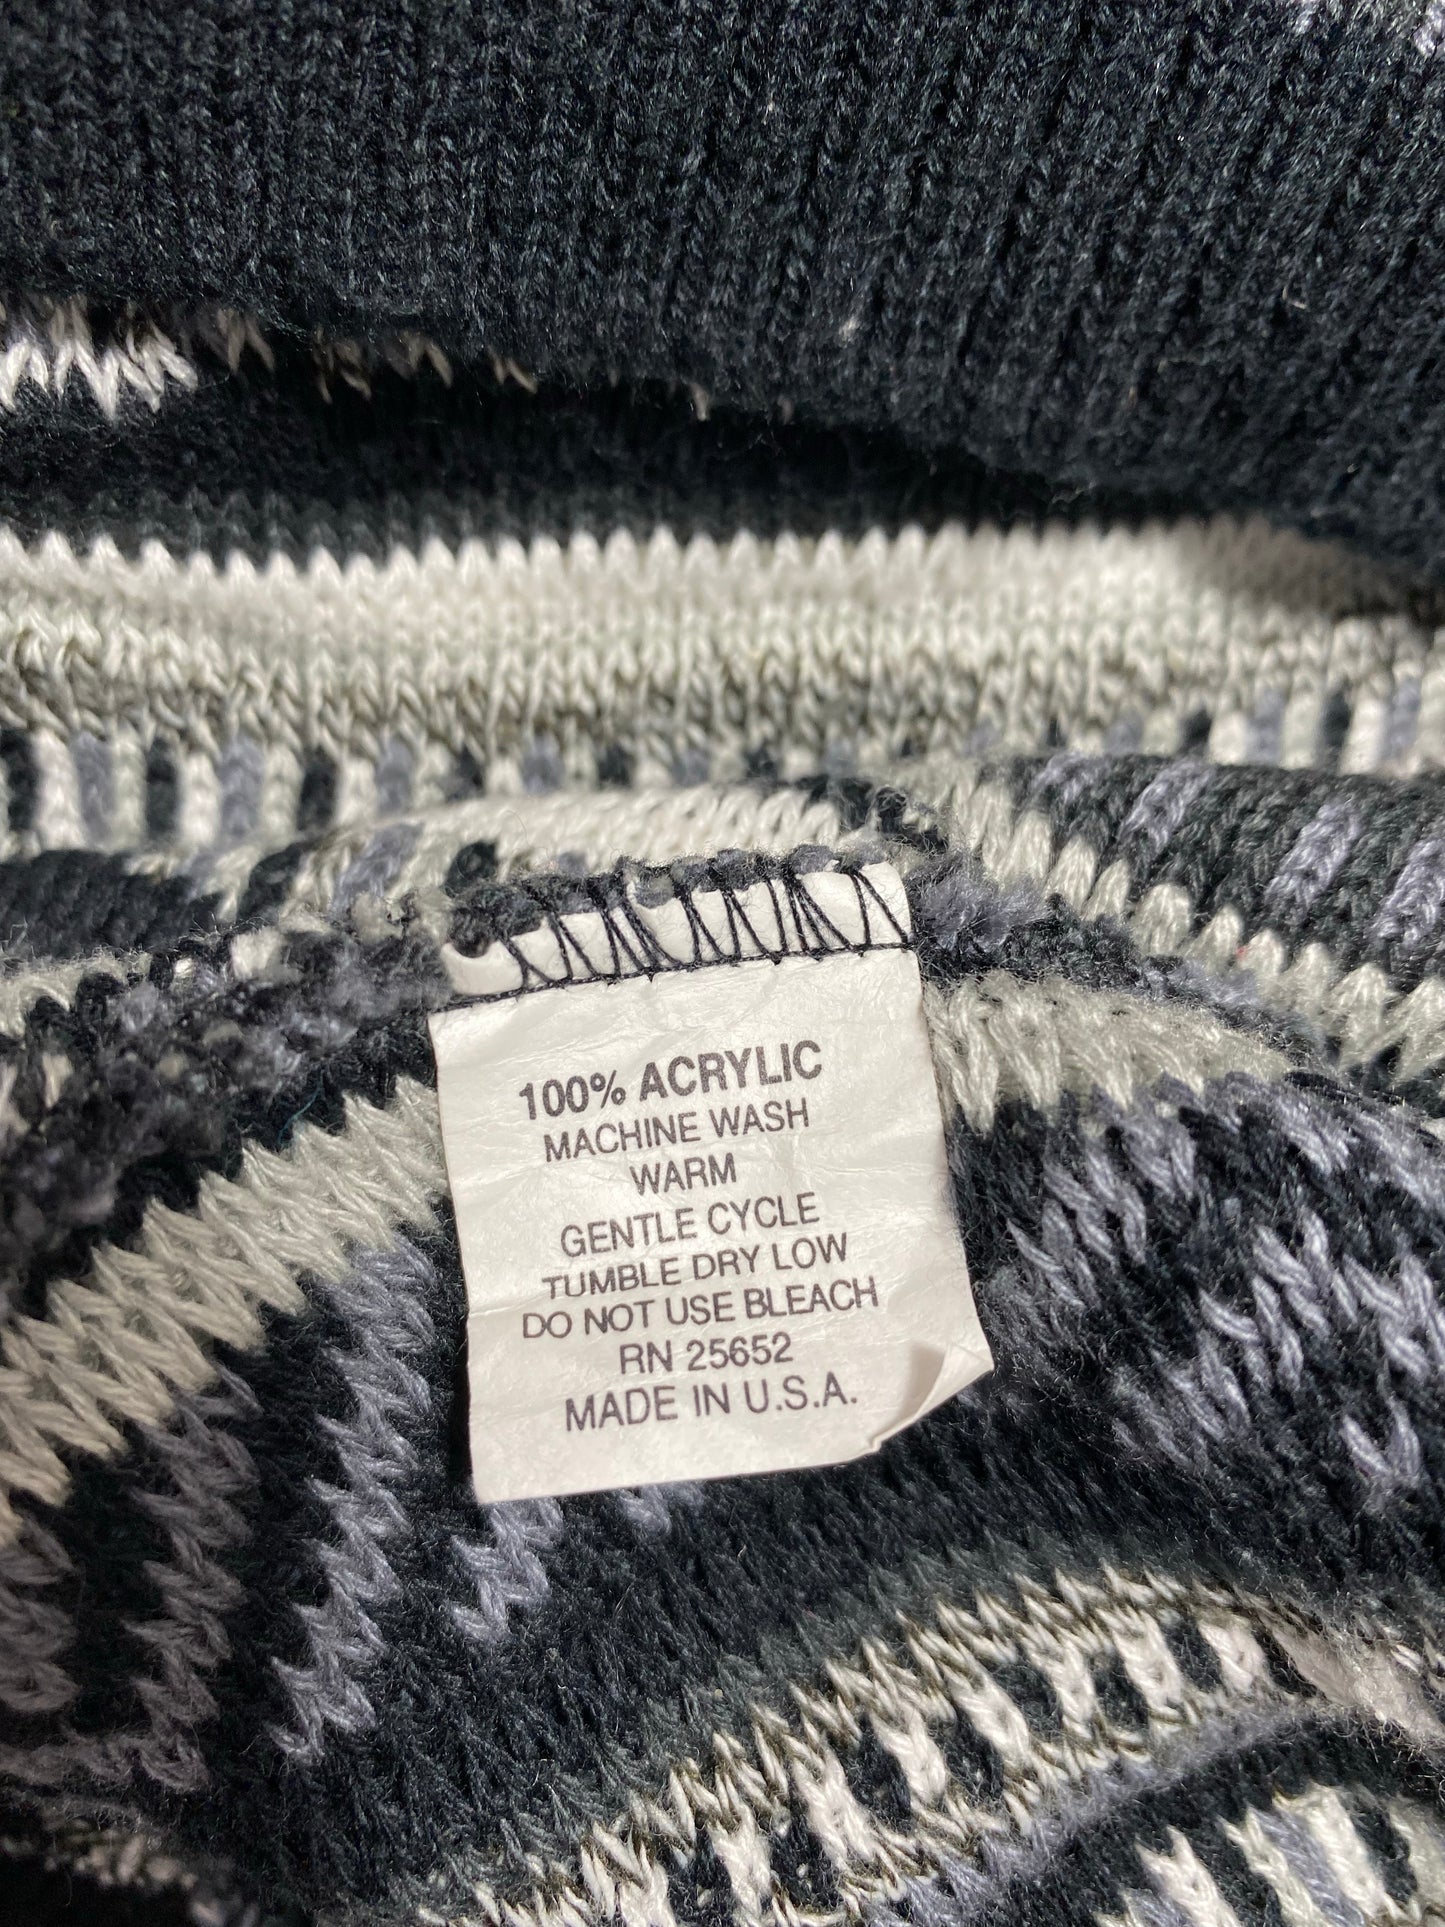 100% ACRYLIC
MACHINE WASH
WARM
GENTLE CYCLE
TUMBLE DRY LOW
DO NOT USE BLEACH
RN 25652
MADE IN U.S.A.